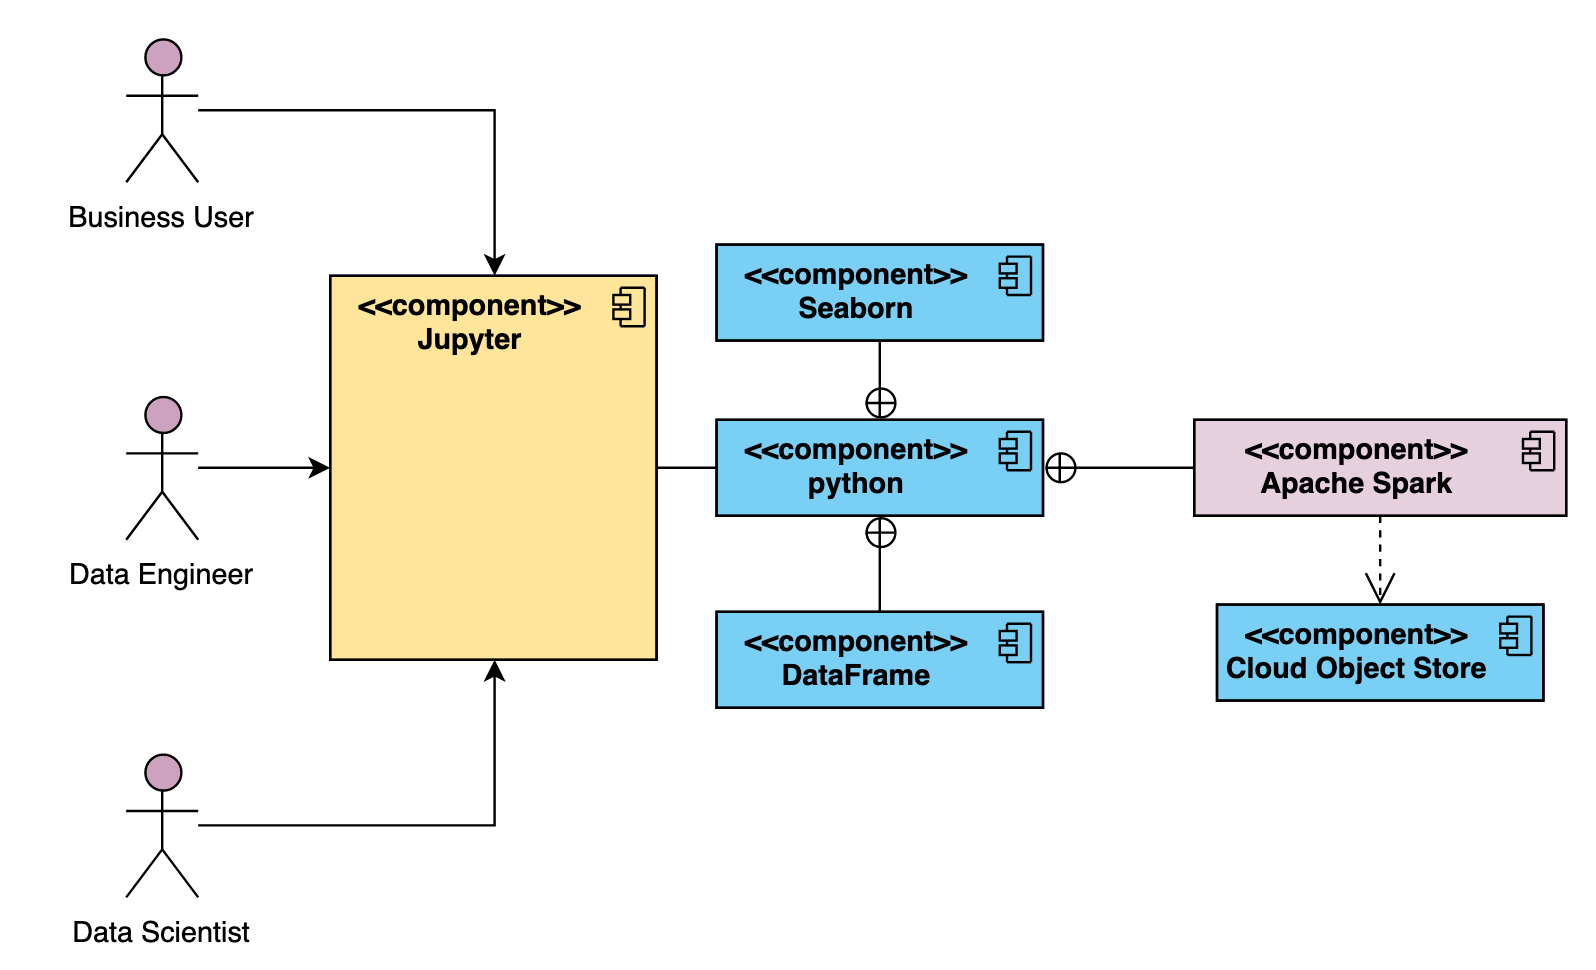 Business User
<<component>>
Jupyter
Data Engineer
Data Scientist
<<component>>
Seaborn
<<component>>
python
<<component>>
DataFrame
<<component>>
Apache Spark
<<component>>
Cloud Object Store